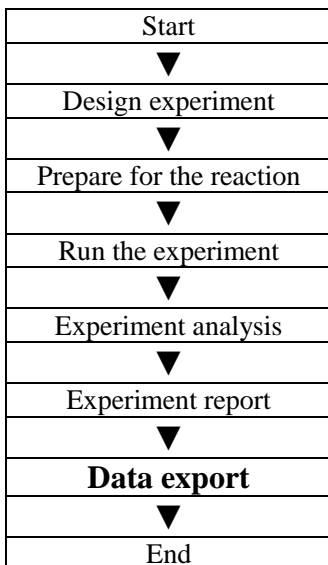 Start
▼
Design experiment
▼
Prepare for the reaction
▼
Run the experiment
▼
Experiment analysis
▼
Experiment report
▼
Data export
▼
End